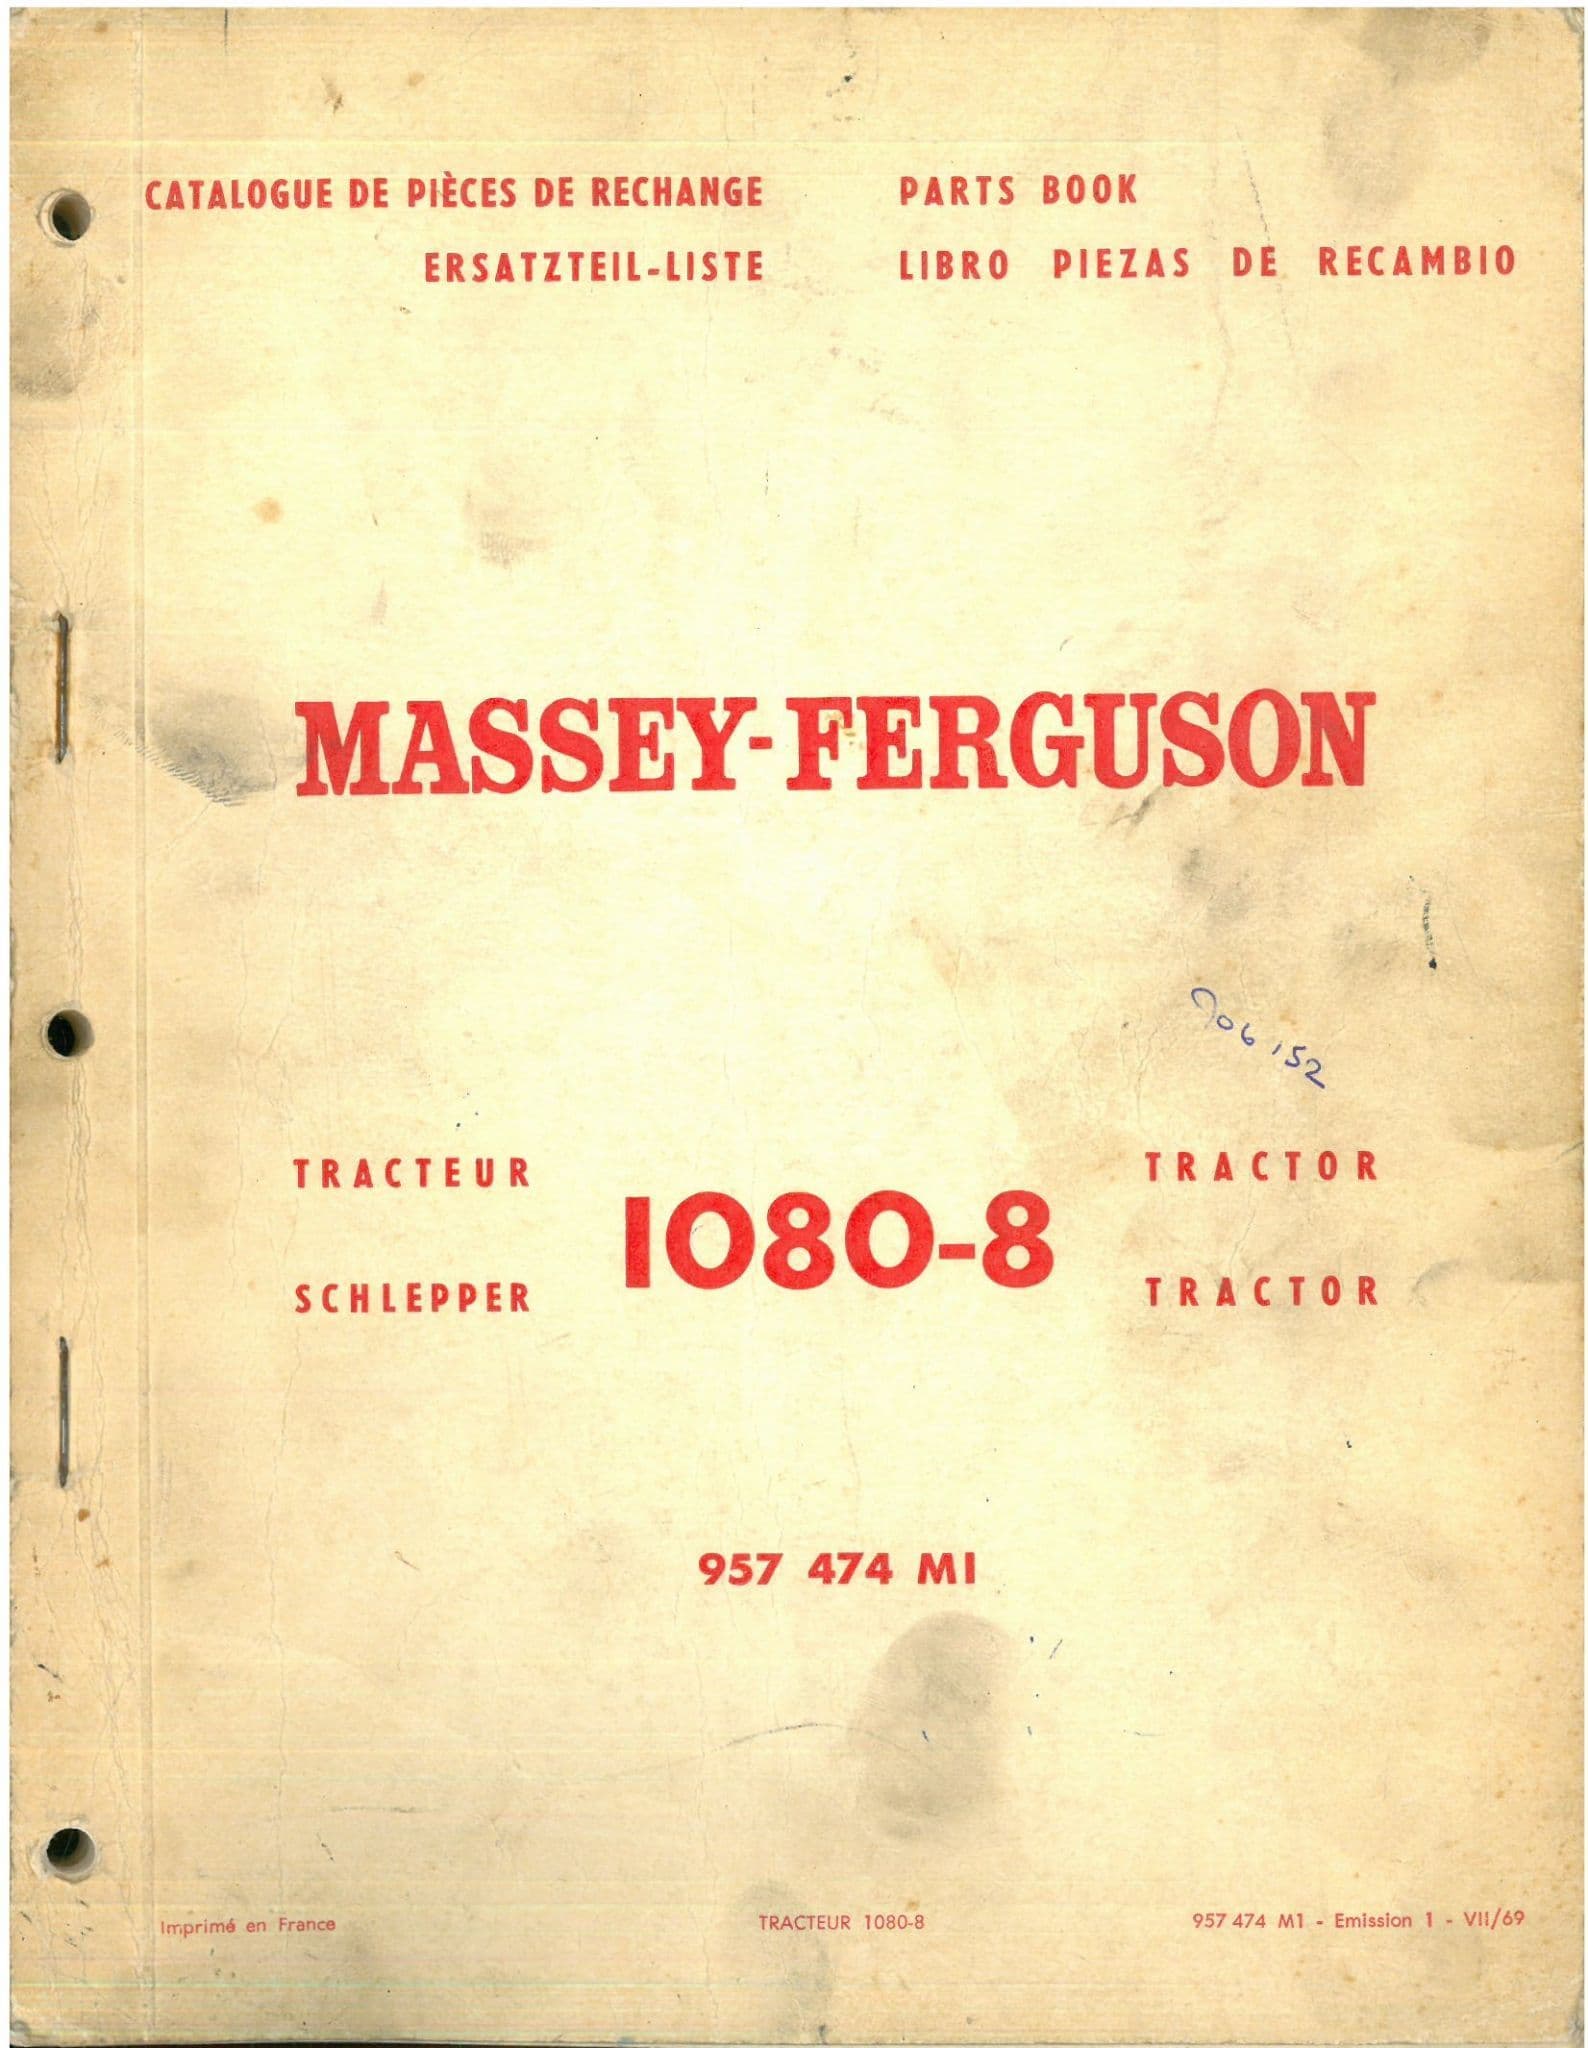 CATALOGUE DE PIÈCES DE RECHANGE
ERSATZTEIL-LISTE
PARTS BOOK
LIBRO PIEZAS DE RECAMBIO
MASSEY-FERGUSON
152
TRACTEUR
SCHLEPPER
1080-8
TRACTOR
TRACTOR
957 474 M1
Imprimé en France
TRACTEUR 1080-8
957 474 M1 - Emission 1 - VII/69